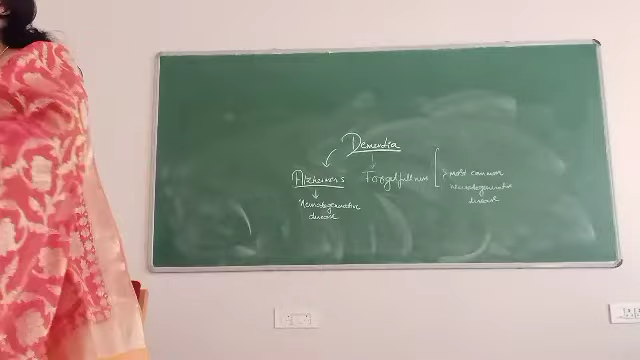 Dementia
Alzheimers
Forgetfullness
> most common
neurodegenerative
disease
Neurodegenerative
disease